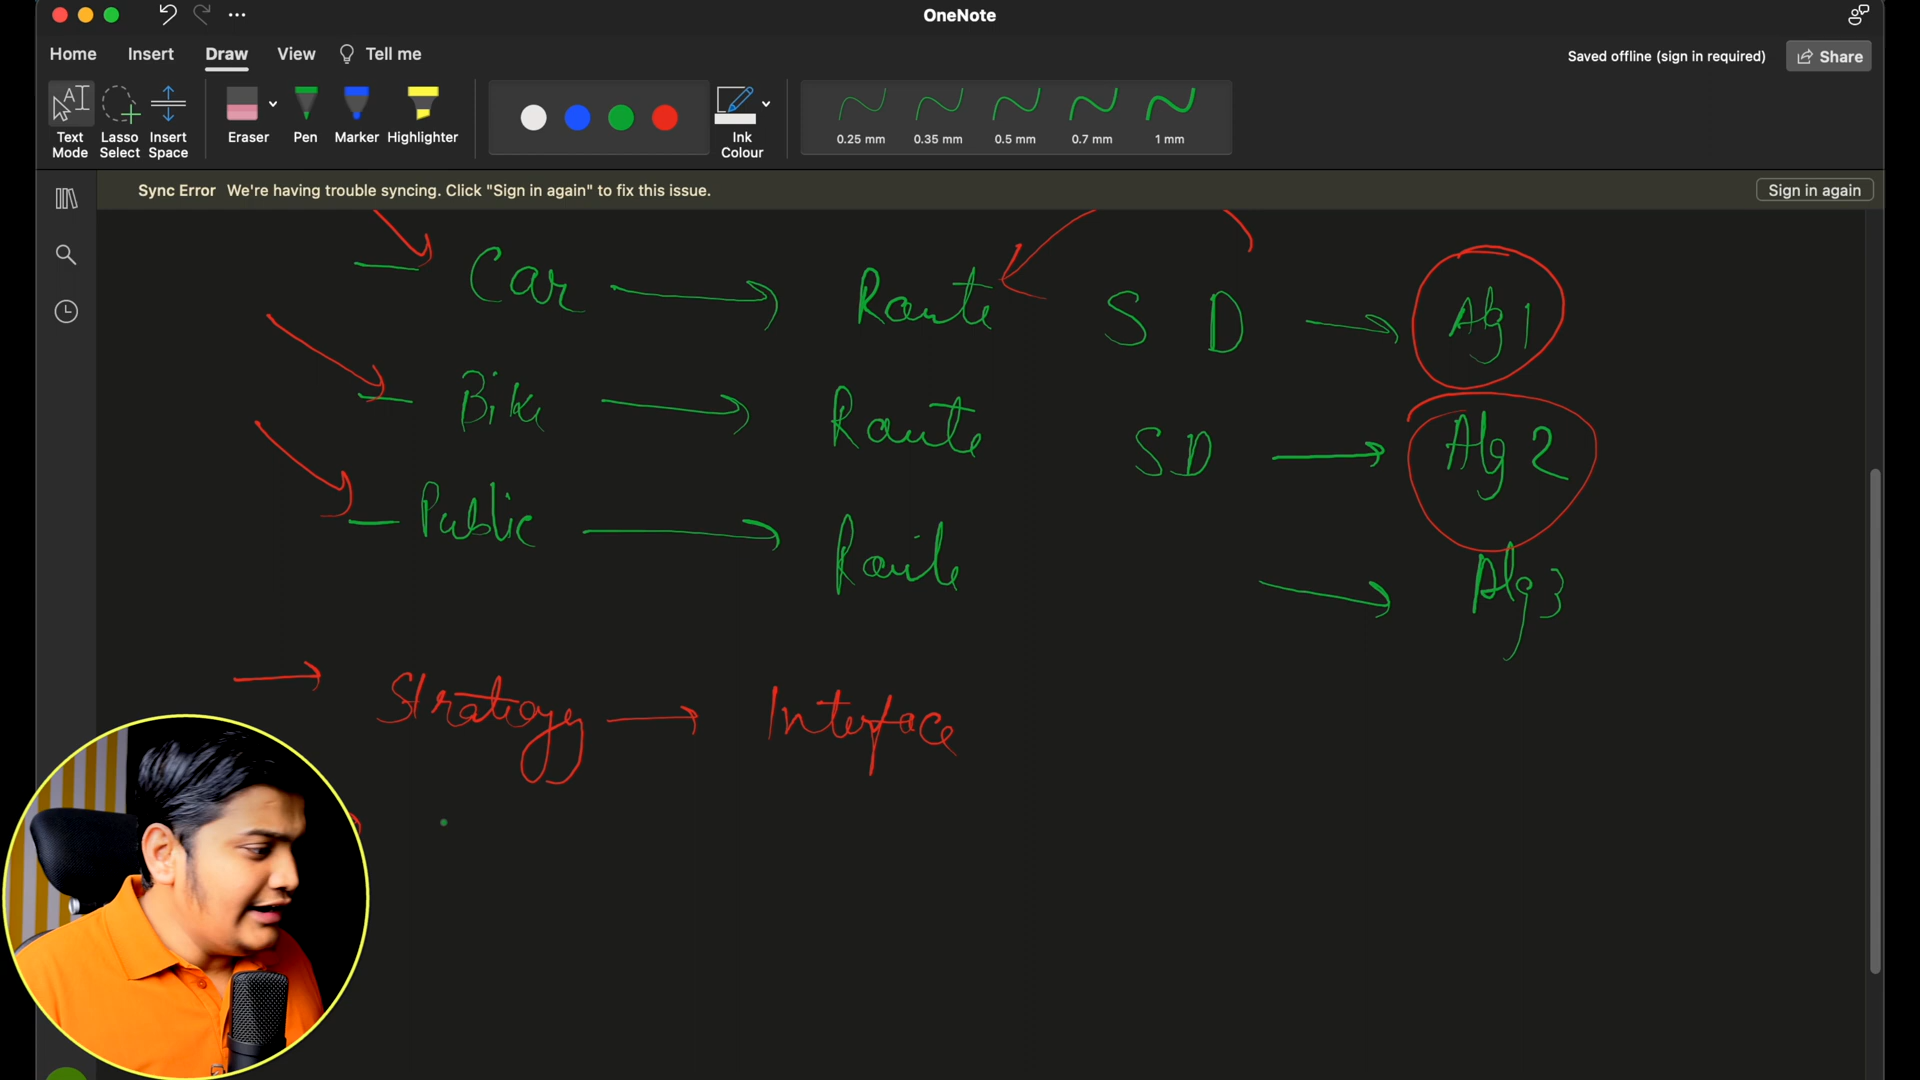 OneNote
Home Insert Draw View Tell me
Saved offline (sign in required) Share
Text Mode
Lasso Select
Insert Space
Eraser
Pen
Marker
Highlighter
Ink Colour
0.25 mm 0.35 mm 0.5 mm 0.7 mm 1 mm
Sync Error We're having trouble syncing. Click "Sign in again" to fix this issue. Sign in again
Car → Route S D → Alg 1
Bike → Route SD → Alg 2
Public → Route → Alg 3
→ Strategy → Interface